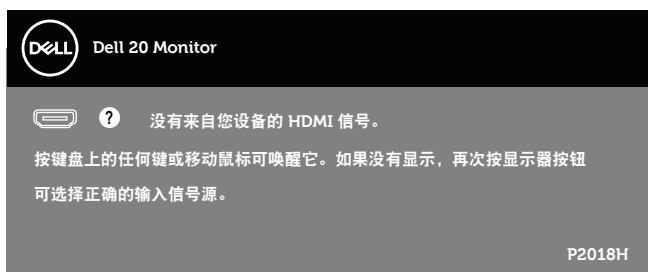 DELL
Dell 20 Monitor
?
没有来自您设备的 HDMI 信号。
按键盘上的任何键或移动鼠标可唤醒它。如果没有显示，再次按显示器按钮
可选择正确的输入信号源。
P2018H